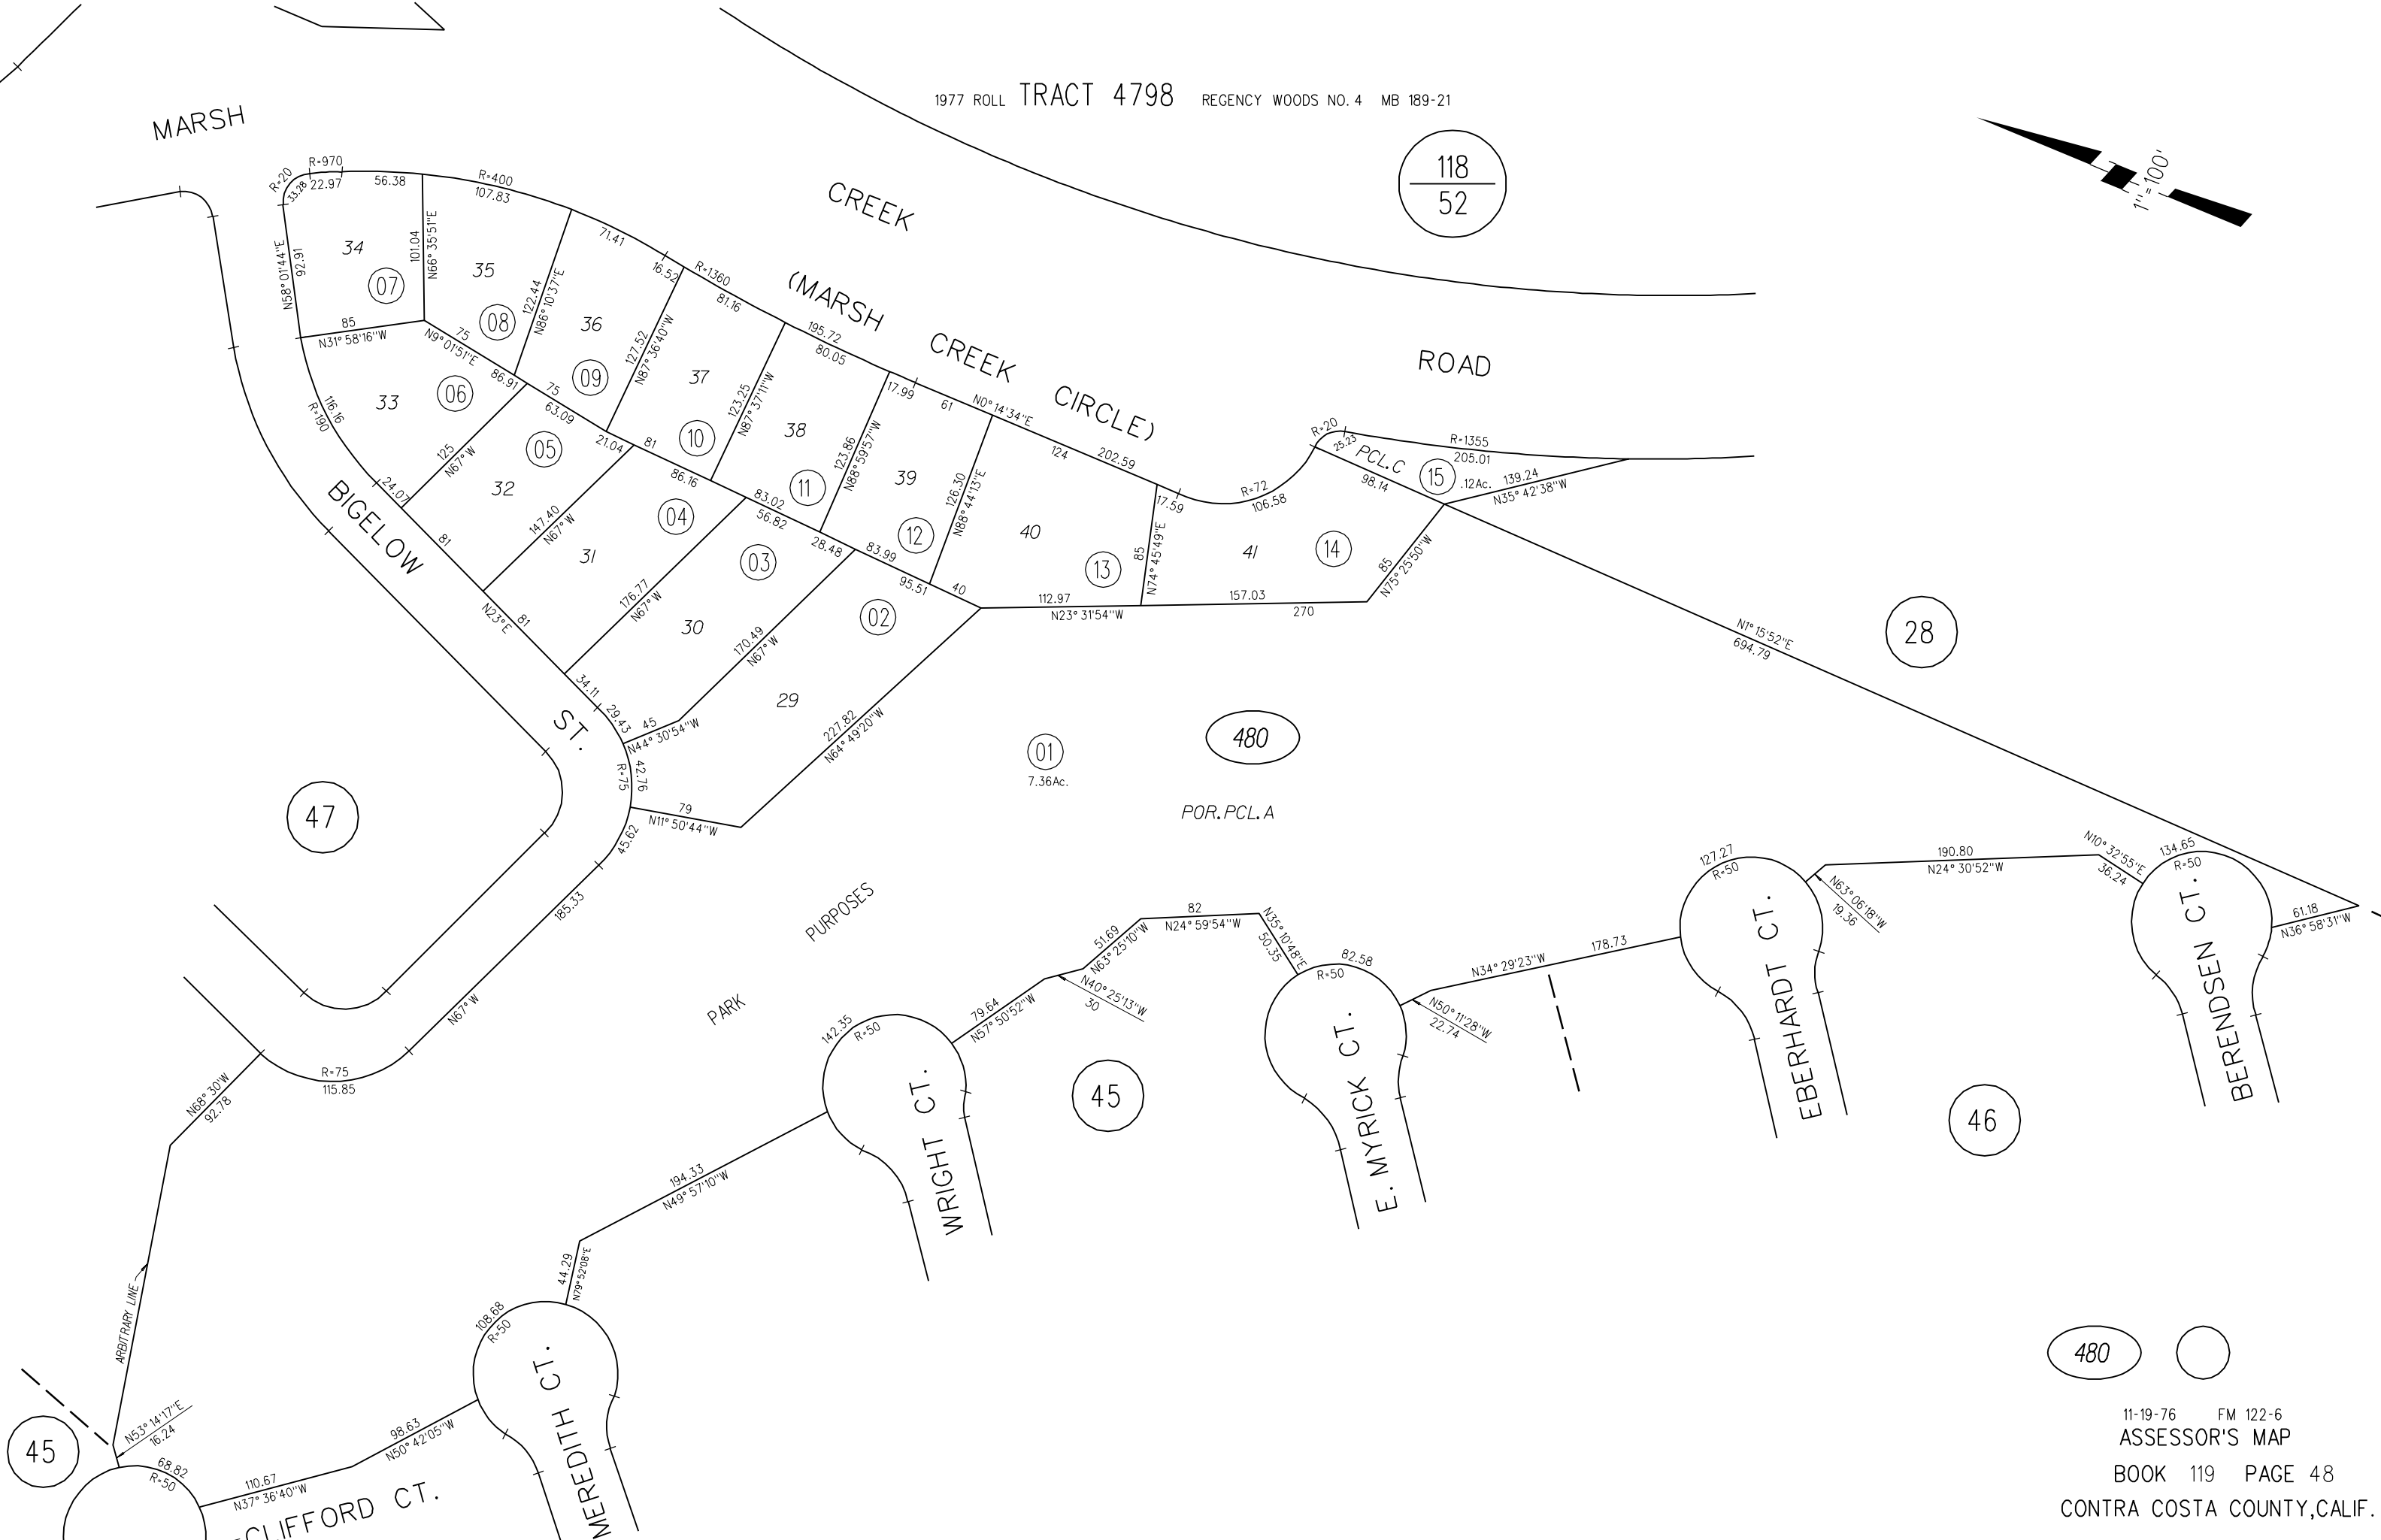 1977 ROLL TRACT 4798 REGENCY WOODS NO. 4 MB 189-21
118
52
1"=100'
MARSH
CREEK
ROAD
(MARSH CREEK CIRCLE)
R=20
33.28
R=970
22.97
56.38
R=400
107.83
71.41
16.52
R=1360
81.16
195.72
80.05
17.99
61
N0°14'34"E
124
202.59
17.59
R=72
106.58
R=20
25.23
PCL.C
98.14
R=1355
205.01
15
.12Ac.
139.24
N35°42'38"W
N58°01'44"E
92.91
34
07
101.04
N66°35'51"E
35
08
122.44
N86°10'37"E
36
09
127.52
N87°36'40"W
37
10
123.25
N87°37'11"W
38
11
123.86
N88°59'57"W
39
12
126.30
N88°44'13"E
40
13
85
N74°45'49"E
41
14
85
N75°25'50"W
85
N31°58'16"W
75
N9°01'51"E
86.91
75
63.09
21.04
81
86.16
83.02
56.82
28.48
83.99
95.51
40
112.97
N23°31'54"W
157.03
270
33
06
116.16
R=190
24.07
125
N67°W
05
32
81
147.40
N67°W
04
31
N23°E
81
176.77
N67°W
03
30
34.11
29.43
170.49
N67°W
45
N44°30'54"W
02
29
R=75
42.76
227.82
N64°49'20"W
79
N11°50'44"W
45.62
185.33
N67°W
BIGELOW
ST.
47
28
N1°15'52"E
694.79
480
01
7.36Ac.
POR.PCL.A
PARK
PURPOSES
R=75
115.85
N68°30'W
92.78
ARBITRARY LINE
N53°14'17"E
16.24
45
68.82
R=50
110.67
N37°36'40"W
98.63
N50°42'05"W
CLIFFORD CT.
108.68
R=50
MEREDITH CT.
44.29
N79°52'08"E
194.33
N49°57'10"W
142.35
R=50
WRIGHT CT.
79.64
N57°50'52"W
N40°25'13"W
30
51.69
N63°25'10"W
82
N24°59'54"W
N35°10'48"E
50.35
82.58
R=50
E. MYRICK CT.
45
N50°11'28"W
22.74
N34°29'23"W
178.73
127.27
R=50
EBERHARDT CT.
N63°06'18"W
19.36
190.80
N24°30'52"W
N10°32'55"E
36.24
134.65
R=50
BERENDSEN CT.
61.18
N36°58'31"W
46
480
11-19-76 FM 122-6
ASSESSOR'S MAP
BOOK 119 PAGE 48
CONTRA COSTA COUNTY,CALIF.